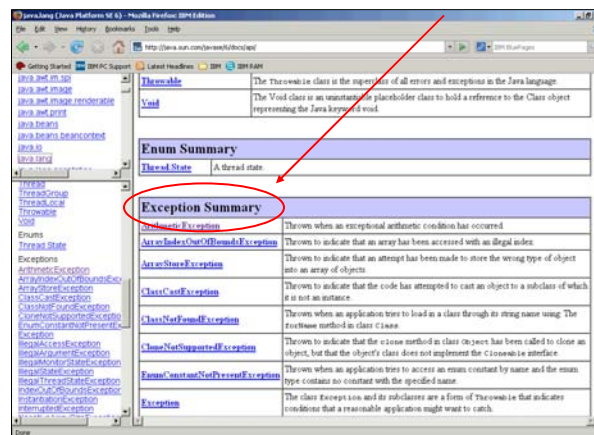 java.lang (Java Platform SE 6) - Mozilla Firefox: IBM Edition
File Edit View History Bookmarks Tools Help
http://java.sun.com/javase/6/docs/api/
IBM BluePages
Getting Started IBM PC Support Latest Headlines IBM IBM RAM
java.awt.im.spi
java.awt.image
java.awt.image.renderable
java.awt.print
java.beans
java.beans.beancontext
java.io
java.lang
Thread
ThreadGroup
ThreadLocal
Throwable
Void
Enums
Thread.State
Exceptions
ArithmeticException
ArrayIndexOutOfBoundsExce
ArrayStoreException
ClassCastException
ClassNotFoundException
CloneNotSupportedExceptio
EnumConstantNotPresentEx
Exception
IllegalAccessException
IllegalArgumentException
IllegalMonitorStateException
IllegalStateException
IllegalThreadStateException
IndexOutOfBoundsException
InstantiationException
InterruptedException
Throwable The Throwable class is the superclass of all errors and exceptions in the Java language.
Void The Void class is an uninstantiable placeholder class to hold a reference to the Class object
representing the Java keyword void.
Enum Summary
Thread.State A thread state.
Exception Summary
ArithmeticException Thrown when an exceptional arithmetic condition has occurred.
ArrayIndexOutOfBoundsException Thrown to indicate that an array has been accessed with an illegal index.
ArrayStoreException Thrown to indicate that an attempt has been made to store the wrong type of object
into an array of objects.
ClassCastException Thrown to indicate that the code has attempted to cast an object to a subclass of which
it is not an instance.
ClassNotFoundException Thrown when an application tries to load in a class through its string name using: The
forName method in class Class.
CloneNotSupportedException Thrown to indicate that the clone method in class Object has been called to clone an
object, but that the object's class does not implement the Cloneable interface.
EnumConstantNotPresentException Thrown when an application tries to access an enum constant by name and the enum
type contains no constant with the specified name.
Exception The class Exception and its subclasses are a form of Throwable that indicates
conditions that a reasonable application might want to catch.
Done